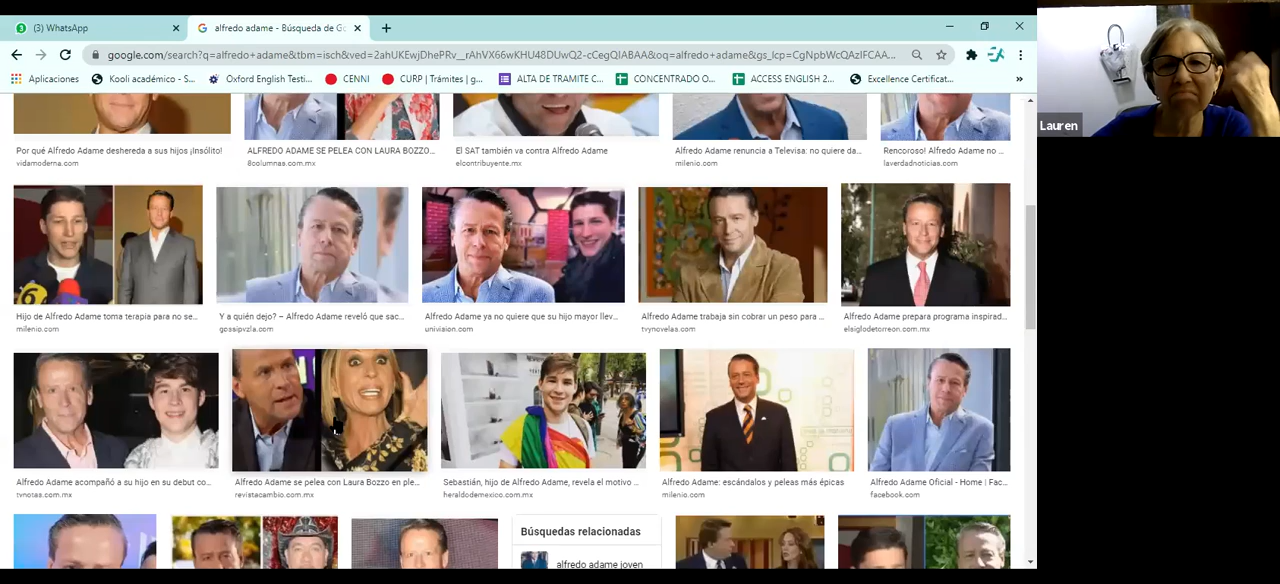 (3) WhatsApp
alfredo adame - Búsqueda de Go
google.com/search?q=alfredo+adame&tbm=isch&ved=2ahUKEwjDhePRv__rAhVX66wKHU48DUwQ2-cCegQIABAA&oq=alfredo+adame&gs_lcp=CgNpbWcQAzIFCAA...
Aplicaciones
Kooli académico - S...
Oxford English Testi...
CENNI
CURP | Trámites | g...
ALTA DE TRAMITE C...
CONCENTRADO O...
ACCESS ENGLISH 2...
Excellence Certificat...
»
Lauren
Por qué Alfredo Adame deshereda a sus hijos ¡Insólito!
vidamoderna.com
ALFREDO ADAME SE PELEA CON LAURA BOZZO...
8columnas.com.mx
El SAT también va contra Alfredo Adame
elcontribuyente.mx
Alfredo Adame renuncia a Televisa: no quiere da...
milenio.com
Rencoroso! Alfredo Adame no ...
laverdadnoticias.com
Hijo de Alfredo Adame toma terapia para no se...
milenio.com
Y a quién dejo? – Alfredo Adame reveló que sac...
gossipvzla.com
Alfredo Adame ya no quiere que su hijo mayor llev...
univision.com
Alfredo Adame trabaja sin cobrar un peso para ...
tvynovelas.com
Alfredo Adame prepara programa inspirad...
elsiglodetorreon.com.mx
Alfredo Adame acompañó a su hijo en su debut co...
tvnotas.com.mx
Alfredo Adame se pelea con Laura Bozzo en ple...
revistacambio.com.mx
Sebastián, hijo de Alfredo Adame, revela el motivo ...
heraldodemexico.com.mx
Alfredo Adame: escándalos y peleas más épicas
milenio.com
Alfredo Adame Oficial - Home | Fac...
facebook.com
Búsquedas relacionadas
alfredo adame joven